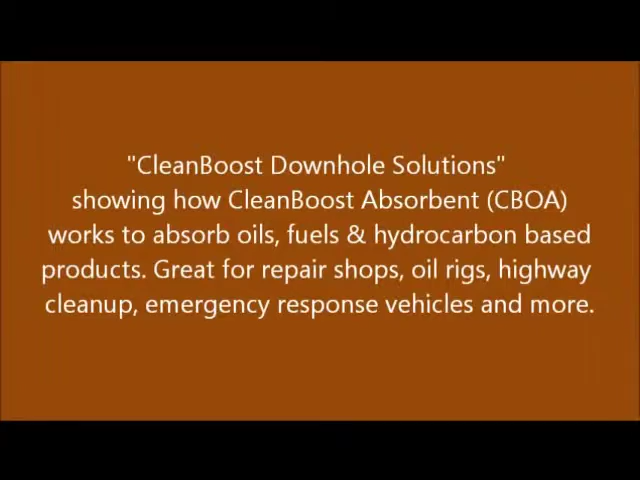 "CleanBoost Downhole Solutions"
showing how CleanBoost Absorbent (CBOA)
works to absorb oils, fuels & hydrocarbon based
products. Great for repair shops, oil rigs, highway
cleanup, emergency response vehicles and more.